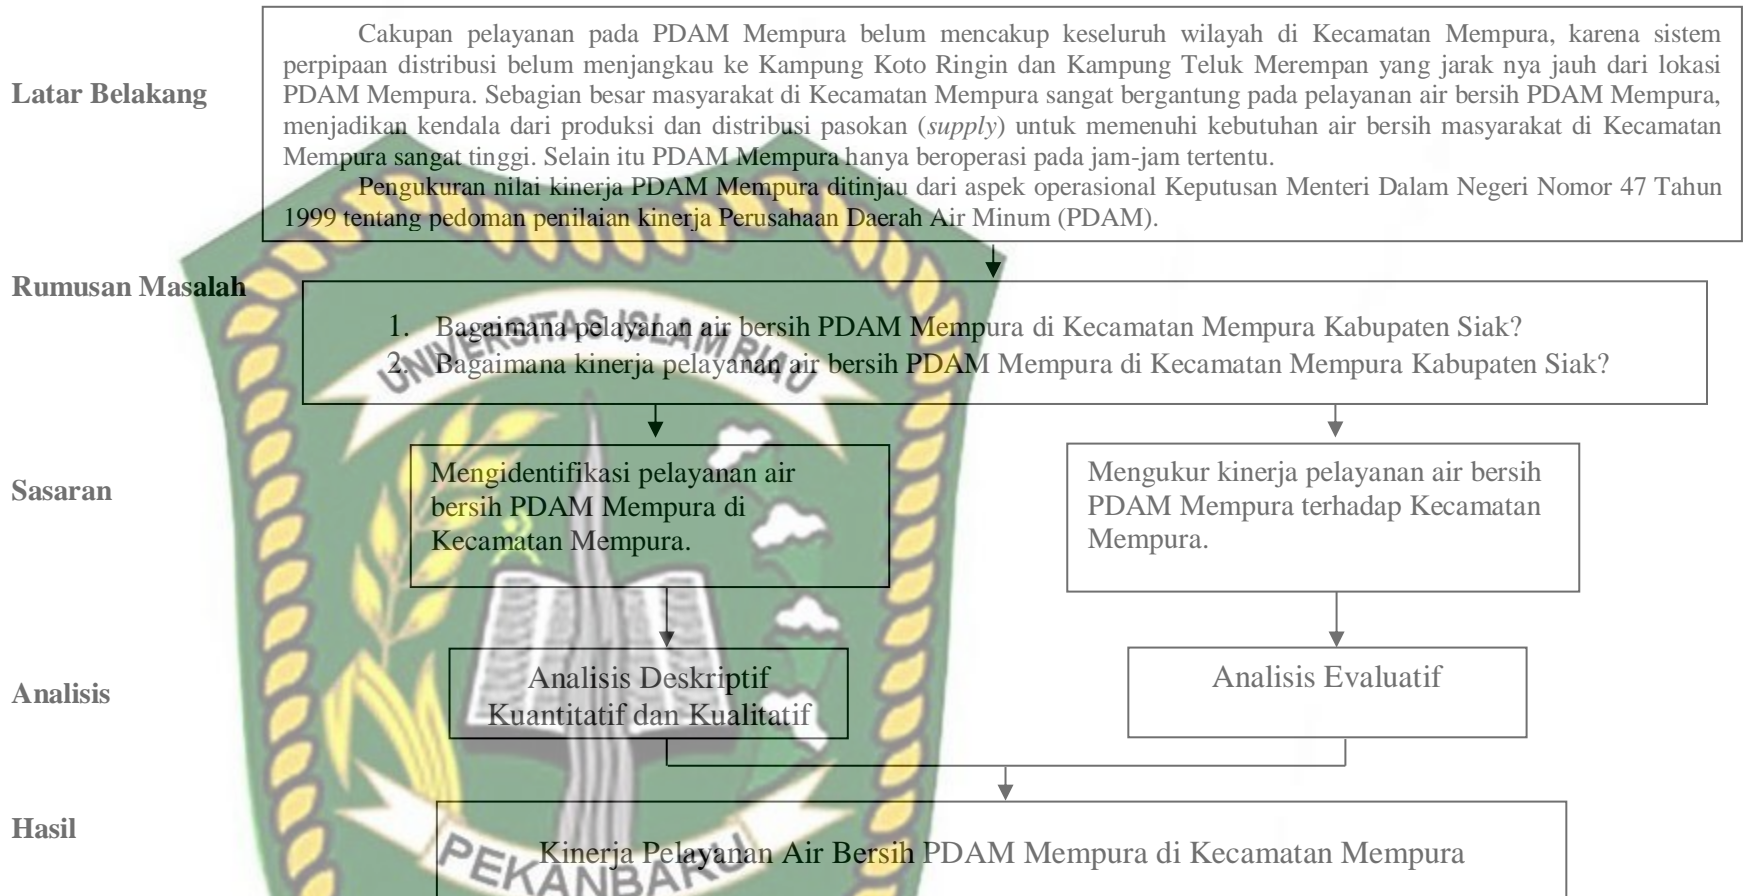 Latar Belakang
Cakupan pelayanan pada PDAM Mempura belum mencakup keseluruh wilayah di Kecamatan Mempura, karena sistem
perpipaan distribusi belum menjangkau ke Kampung Koto Ringin dan Kampung Teluk Merempan yang jarak nya jauh dari lokasi
PDAM Mempura. Sebagian besar masyarakat di Kecamatan Mempura sangat bergantung pada pelayanan air bersih PDAM Mempura,
menjadikan kendala dari produksi dan distribusi pasokan (supply) untuk memenuhi kebutuhan air bersih masyarakat di Kecamatan
Mempura sangat tinggi. Selain itu PDAM Mempura hanya beroperasi pada jam-jam tertentu.
Pengukuran nilai kinerja PDAM Mempura ditinjau dari aspek operasional Keputusan Menteri Dalam Negeri Nomor 47 Tahun
1999 tentang pedoman penilaian kinerja Perusahaan Daerah Air Minum (PDAM).
Rumusan Masalah
1. Bagaimana pelayanan air bersih PDAM Mempura di Kecamatan Mempura Kabupaten Siak?
2. Bagaimana kinerja pelayanan air bersih PDAM Mempura di Kecamatan Mempura Kabupaten Siak?
UNIVERSITAS ISLAM RIAU
Sasaran
Mengidentifikasi pelayanan air
bersih PDAM Mempura di
Kecamatan Mempura.
Mengukur kinerja pelayanan air bersih
PDAM Mempura terhadap Kecamatan
Mempura.
Analisis
Analisis Deskriptif
Kuantitatif dan Kualitatif
Analisis Evaluatif
Hasil
Kinerja Pelayanan Air Bersih PDAM Mempura di Kecamatan Mempura
PEKANBARU